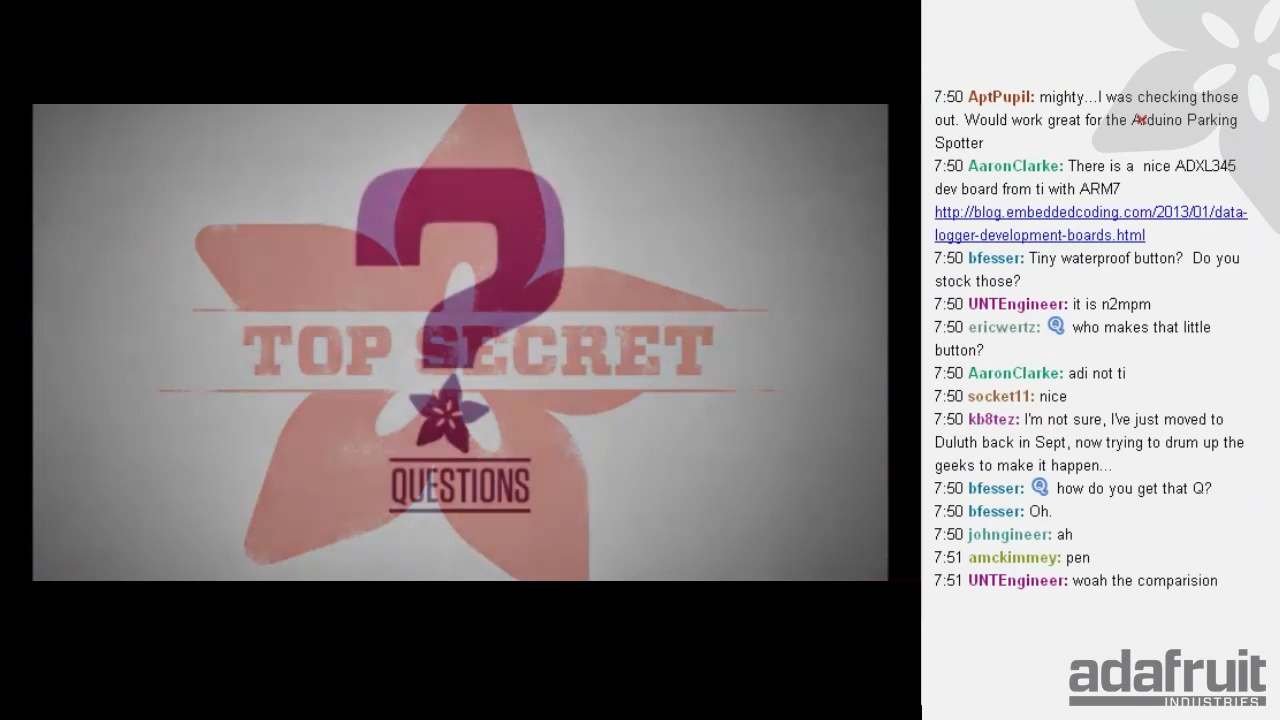 TOP SECRET
?
QUESTIONS
7:50 AptPupil: mighty...I was checking those
out. Would work great for the Arduino Parking
Spotter
7:50 AaronClarke: There is a nice ADXL345
dev board from ti with ARM7
http://blog.embeddedcoding.com/2013/01/data-
logger-development-boards.html
7:50 bfesser: Tiny waterproof button? Do you
stock those?
7:50 UNTEngineer: it is n2mpm
7:50 ericwertz: Q who makes that little
button?
7:50 AaronClarke: adi not ti
7:50 socket11: nice
7:50 kb8tez: I'm not sure, I've just moved to
Duluth back in Sept, now trying to drum up the
geeks to make it happen...
7:50 bfesser: Q how do you get that Q?
7:50 bfesser: Oh.
7:50 johngineer: ah
7:51 amckimmey: pen
7:51 UNTEngineer: woah the comparision
adafruit
INDUSTRIES